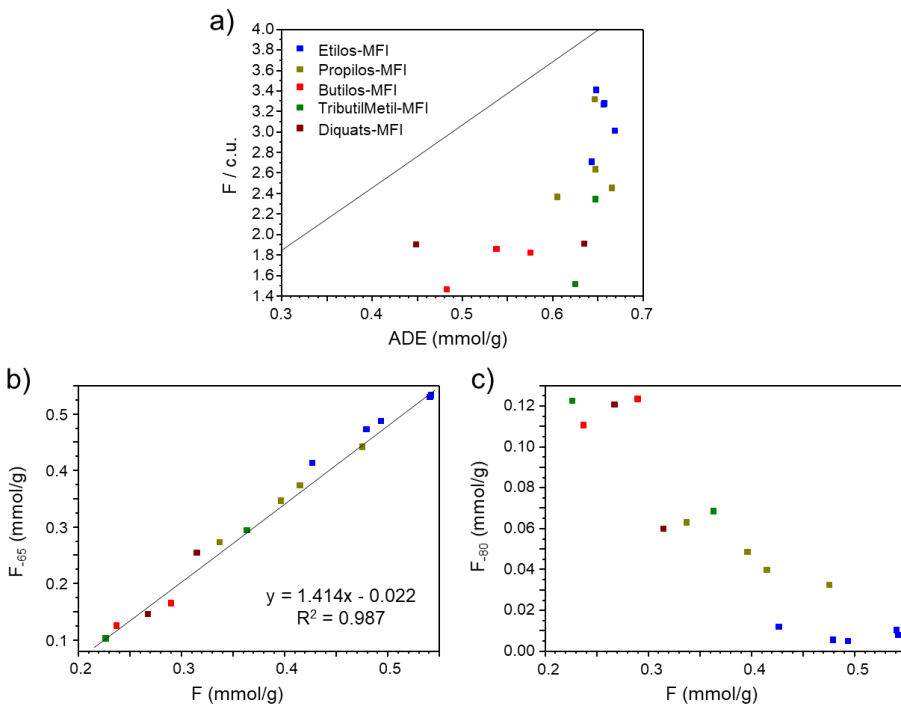 a)
4.0
3.8
3.6
3.4
3.2
3.0
2.8
2.6
2.4
2.2
2.0
1.8
1.6
1.4
F / c.u.
Etilos-MFI
Propilos-MFI
Butilos-MFI
TributilMetil-MFI
Diquats-MFI
0.3 0.4 0.5 0.6 0.7
ADE (mmol/g)
b)
0.5
0.4
0.3
0.2
0.1
F-65 (mmol/g)
y = 1.414x - 0.022
R² = 0.987
0.2 0.3 0.4 0.5
F (mmol/g)
c)
0.12
0.10
0.08
0.06
0.04
0.02
0.00
F-80 (mmol/g)
0.2 0.3 0.4 0.5
F (mmol/g)